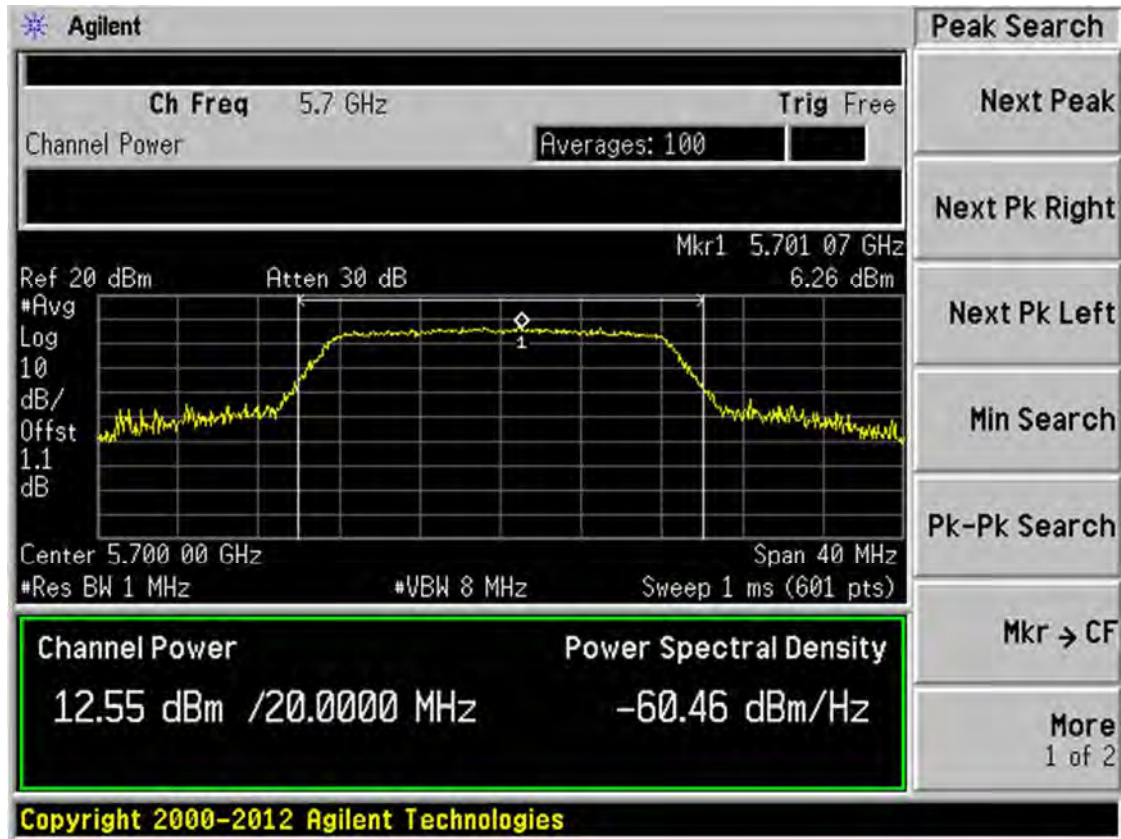 Agilent
Peak Search
Ch Freq 5.7 GHz Trig Free
Channel Power Averages: 100
Mkr1 5.701 07 GHz
Ref 20 dBm Atten 30 dB 6.26 dBm
#Avg
Log
10
dB/
Offst
1.1
dB
1
Center 5.700 00 GHz Span 40 MHz
#Res BW 1 MHz #VBW 8 MHz Sweep 1 ms (601 pts)
Channel Power Power Spectral Density
12.55 dBm /20.0000 MHz -60.46 dBm/Hz
Next Peak
Next Pk Right
Next Pk Left
Min Search
Pk-Pk Search
Mkr → CF
More
1 of 2
Copyright 2000-2012 Agilent Technologies